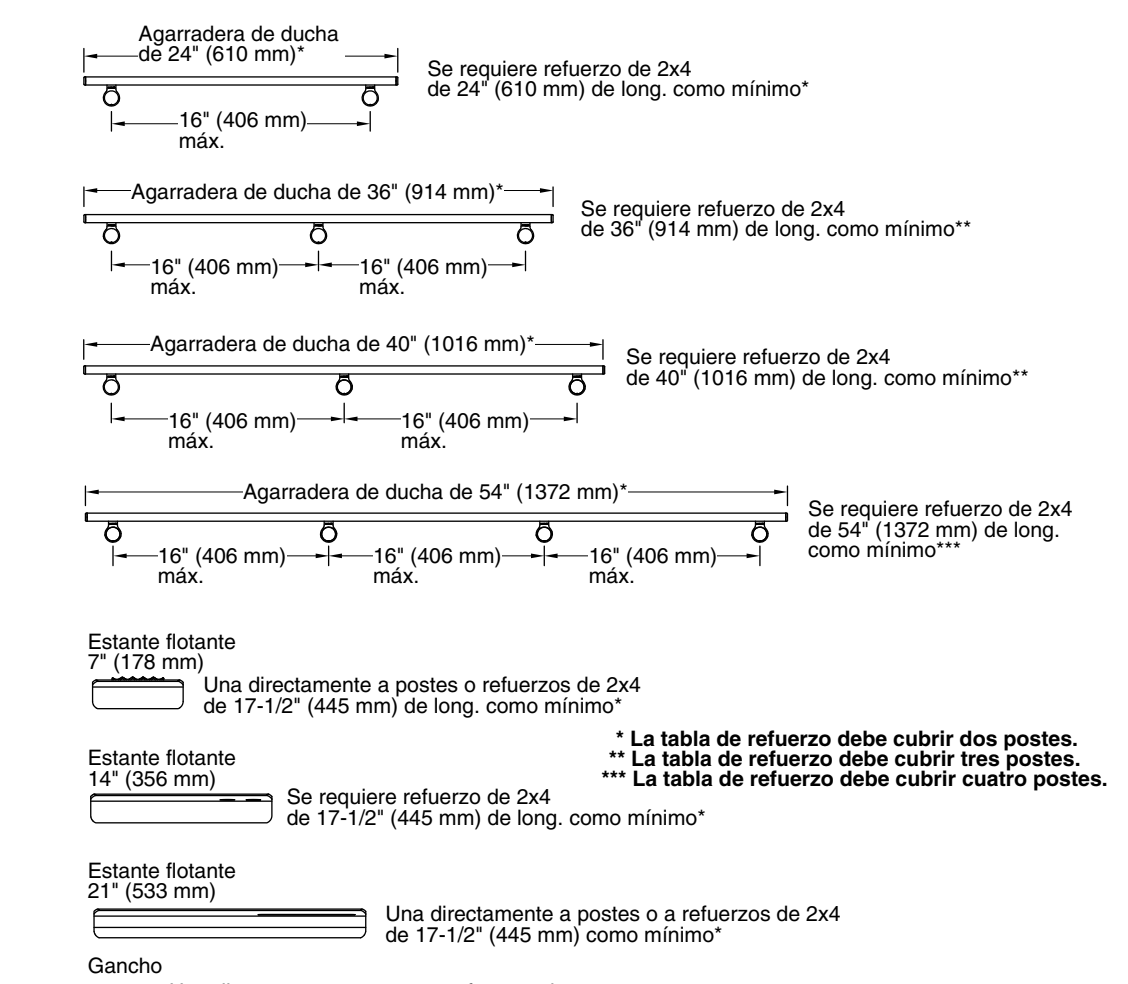 Agarradera de ducha
de 24" (610 mm)*
Se requiere refuerzo de 2x4
de 24" (610 mm) de long. como mínimo*
16" (406 mm)
máx.
Agarradera de ducha de 36" (914 mm)*
Se requiere refuerzo de 2x4
de 36" (914 mm) de long. como mínimo**
16" (406 mm)
máx.
16" (406 mm)
máx.
Agarradera de ducha de 40" (1016 mm)*
Se requiere refuerzo de 2x4
de 40" (1016 mm) de long. como mínimo**
16" (406 mm)
máx.
16" (406 mm)
máx.
Agarradera de ducha de 54" (1372 mm)*
Se requiere refuerzo de 2x4
de 54" (1372 mm) de long.
como mínimo***
16" (406 mm)
máx.
16" (406 mm)
máx.
16" (406 mm)
máx.
Estante flotante
7" (178 mm)
Una directamente a postes o refuerzos de 2x4
de 17-1/2" (445 mm) de long. como mínimo*
* La tabla de refuerzo debe cubrir dos postes.
** La tabla de refuerzo debe cubrir tres postes.
*** La tabla de refuerzo debe cubrir cuatro postes.
Estante flotante
14" (356 mm)
Se requiere refuerzo de 2x4
de 17-1/2" (445 mm) de long. como mínimo*
Estante flotante
21" (533 mm)
Una directamente a postes o a refuerzos de 2x4
de 17-1/2" (445 mm) como mínimo*
Gancho